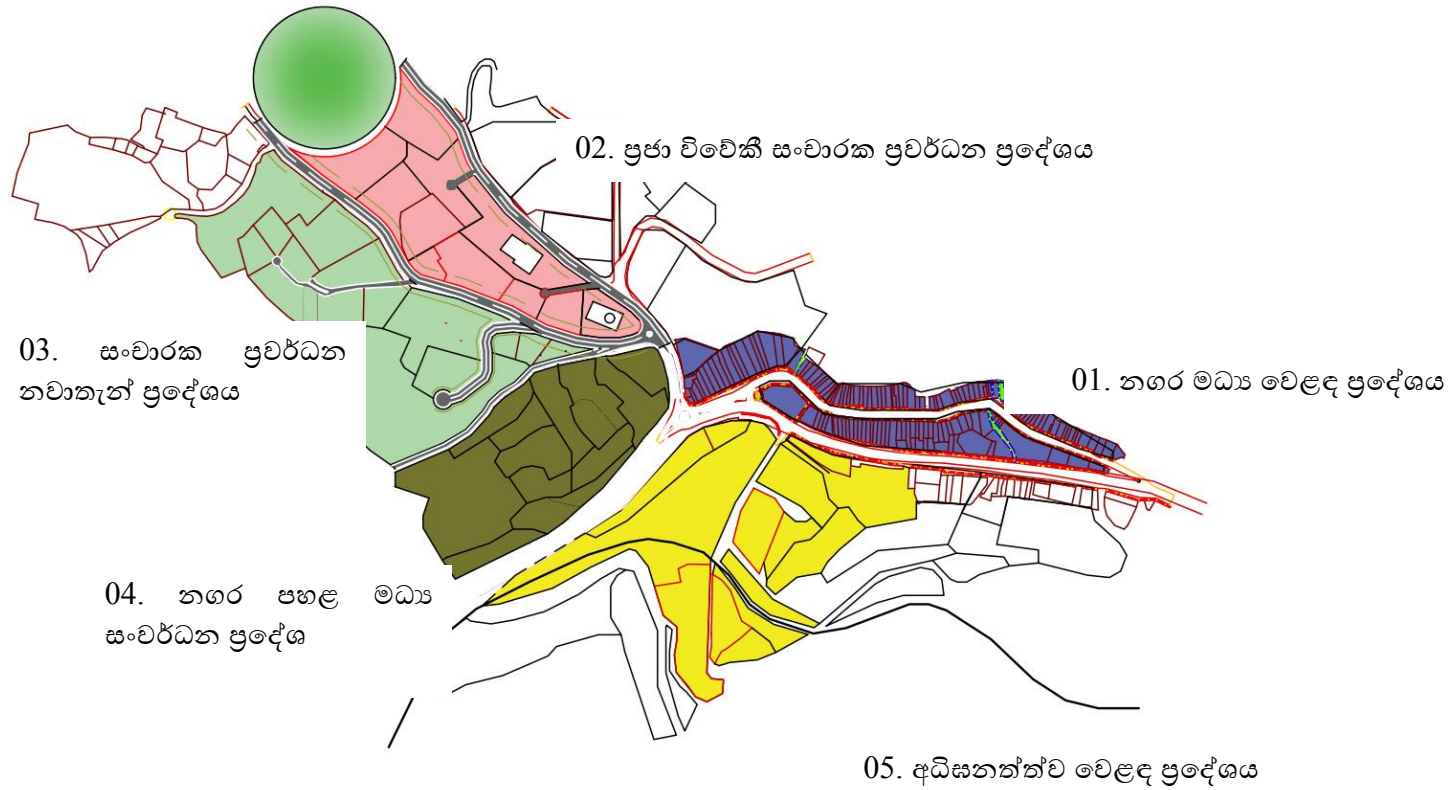 02. ප්‍රජා විවේකී සංචාරක ප්‍රවර්ධන ප්‍රදේශය
03. සංචාරක ප්‍රවර්ධන
නවාතැන් ප්‍රදේශය
01. නගර මධ්‍ය වෙළඳ ප්‍රදේශය
04. නගර පහළ මධ්‍ය
සංවර්ධන ප්‍රදේශ
05. අධිඝනත්ත්ව වෙළඳ ප්‍රදේශය